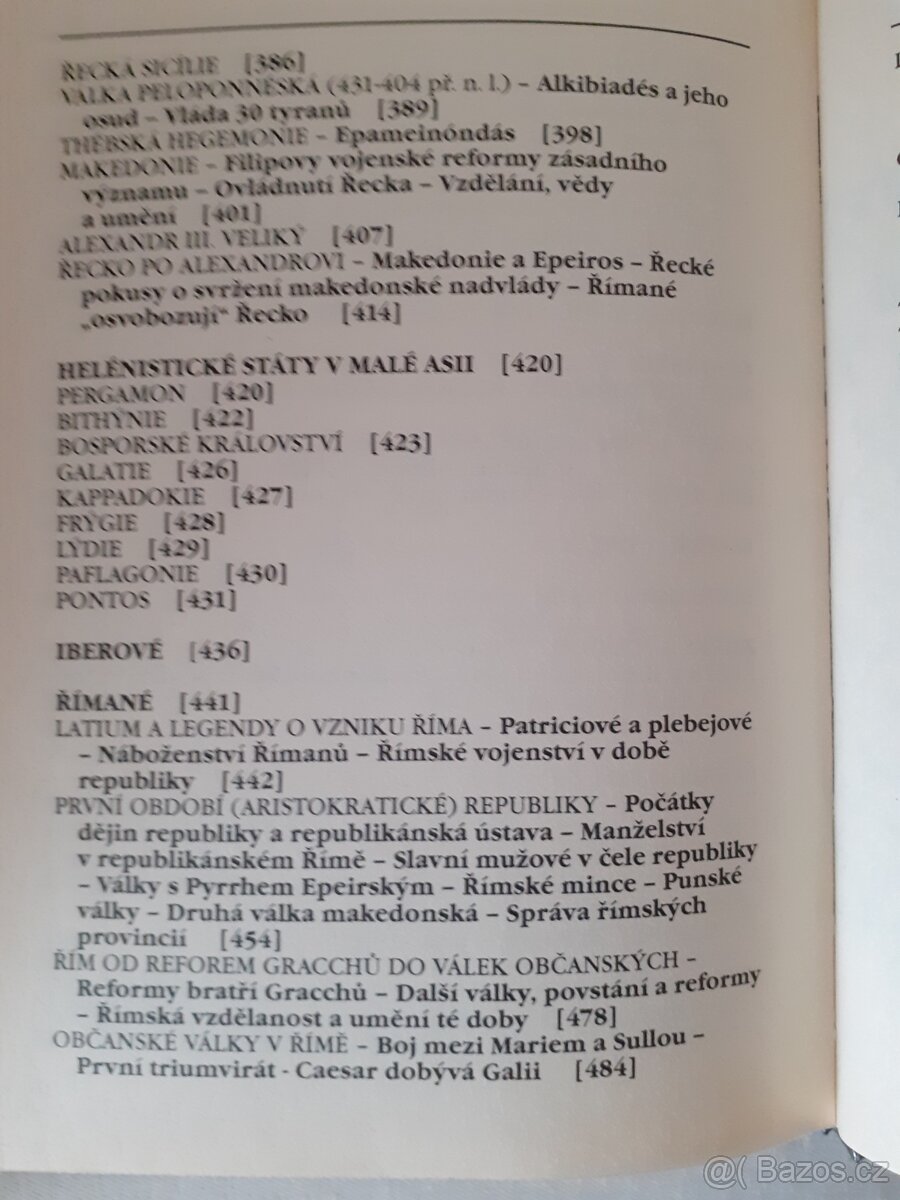 ŘECKÁ SICÍLIE [386]
VÁLKA PELOPONNÉSKÁ (431-404 př. n. l.) – Alkibiadés a jeho
osud – Vláda 30 tyranů [389]
THÉBSKÁ HEGEMONIE – Epameinóndás [398]
MAKEDONIE – Filipovy vojenské reformy zásadního
významu – Ovládnutí Řecka – Vzdělání, vědy
a umění [401]
ALEXANDR III. VELIKÝ [407]
ŘECKO PO ALEXANDROVI – Makedonie a Epeiros – Řecké
pokusy o svržení makedonské nadvlády – Římané
„osvobozují“ Řecko [414]
HELÉNISTICKÉ STÁTY V MALÉ ASII [420]
PERGAMON [420]
BITHÝNIE [422]
BOSPORSKÉ KRÁLOVSTVÍ [423]
GALATIE [426]
KAPPADOKIE [427]
FRÝGIE [428]
LÝDIE [429]
PAFLAGONIE [430]
PONTOS [431]
IBEROVÉ [436]
ŘÍMANÉ [441]
LATIUM A LEGENDY O VZNIKU ŘÍMA – Patriciové a plebejové
– Náboženství Římanů – Římské vojenství v době
republiky [442]
PRVNÍ OBDOBÍ (ARISTOKRATICKÉ) REPUBLIKY – Počátky
dějin republiky a republikánská ústava – Manželství
v republikánském Římě – Slavní mužové v čele republiky
– Války s Pyrrhem Epeirským – Římské mince – Punské
války – Druhá válka makedonská – Správa římských
provincií [454]
ŘÍM OD REFOREM GRACCHŮ DO VÁLEK OBČANSKÝCH –
Reformy bratří Gracchů – Další války, povstání a reformy
– Římská vzdělanost a umění té doby [478]
OBČANSKÉ VÁLKY V ŘÍMĚ – Boj mezi Mariem a Sullou –
První triumvirát - Caesar dobývá Galii [484]
@( Bazos.cz